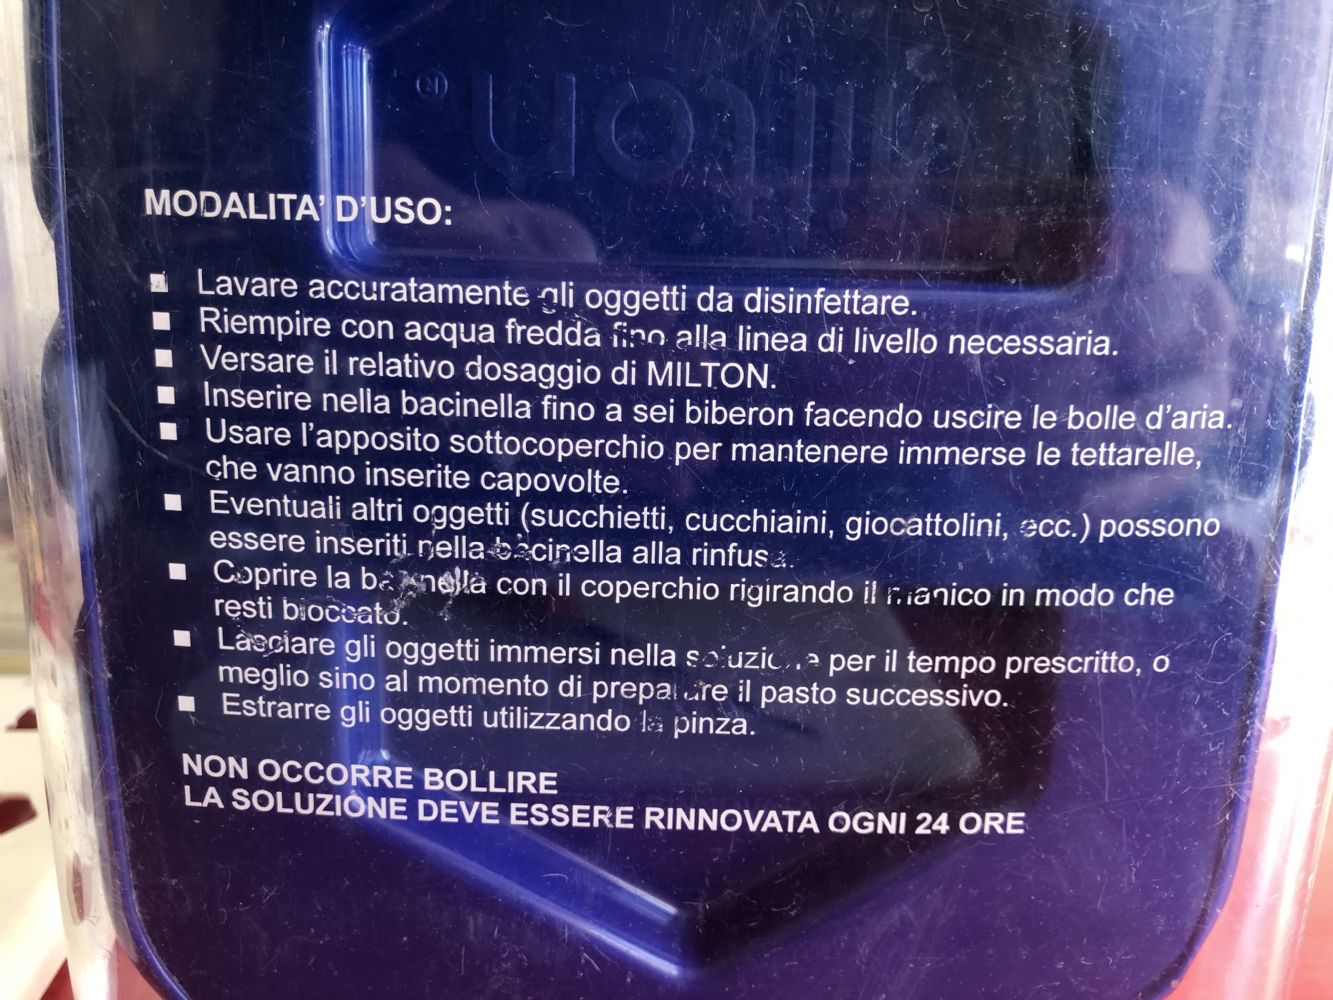 milton
MODALITA' D'USO:
Lavare accuratamente gli oggetti da disinfettare.
Riempire con acqua fredda fino alla linea di livello necessaria.
Versare il relativo dosaggio di MILTON.
Inserire nella bacinella fino a sei biberon facendo uscire le bolle d'aria.
Usare l'apposito sottocoperchio per mantenere immerse le tettarelle,
che vanno inserite capovolte.
Eventuali altri oggetti (succhietti, cucchiaini, giocattolini, ecc.) possono
essere inseriti nella bacinella alla rinfusa.
Coprire la bacinella con il coperchio rigirando il manico in modo che
resti bloccato.
Lasciare gli oggetti immersi nella soluzione per il tempo prescritto, o
meglio sino al momento di preparare il pasto successivo.
Estrarre gli oggetti utilizzando la pinza.
NON OCCORRE BOLLIRE
LA SOLUZIONE DEVE ESSERE RINNOVATA OGNI 24 ORE